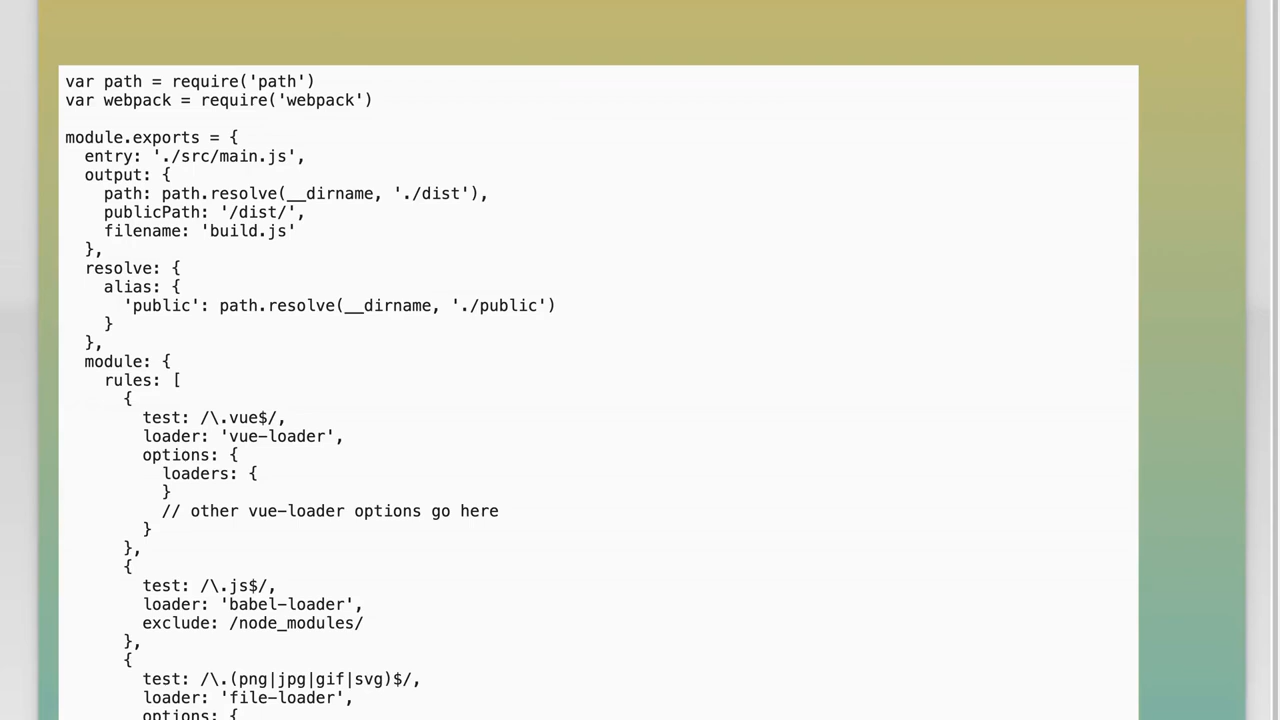 var path = require('path')
var webpack = require('webpack')
module.exports = {
  entry: './src/main.js',
  output: {
    path: path.resolve(__dirname, './dist'),
    publicPath: '/dist/',
    filename: 'build.js'
  },
  resolve: {
    alias: {
      'public': path.resolve(__dirname, './public')
    }
  },
  module: {
    rules: [
      {
        test: /\.vue$/,
        loader: 'vue-loader',
        options: {
          loaders: {
          }
          // other vue-loader options go here
        }
      },
      {
        test: /\.js$/,
        loader: 'babel-loader',
        exclude: /node_modules/
      },
      {
        test: /\.(png|jpg|gif|svg)$/,
        loader: 'file-loader',
        options: {